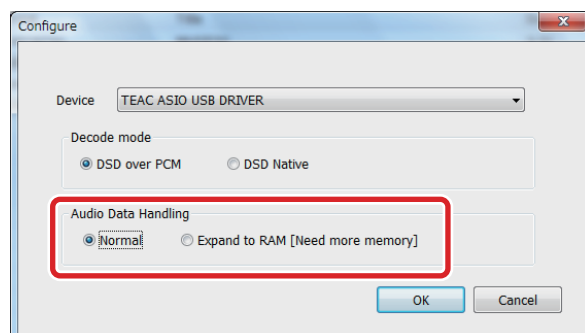 Configure
Device TEAC ASIO USB DRIVER
Decode mode
DSD over PCM DSD Native
Audio Data Handling
Normal Expand to RAM [Need more memory]
OK Cancel